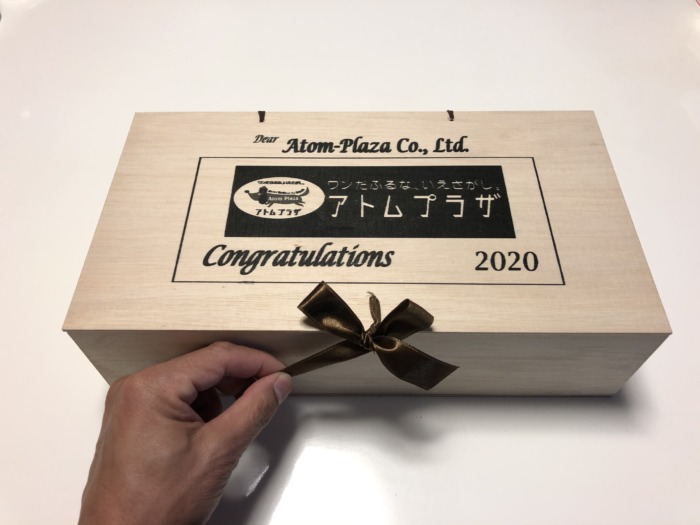 Dear Atom-Plaza Co., Ltd.
ワンだふるな、いえさがし。
Atom Plaza
アトムプラザ
アトムプラザ
Congratulations 2020